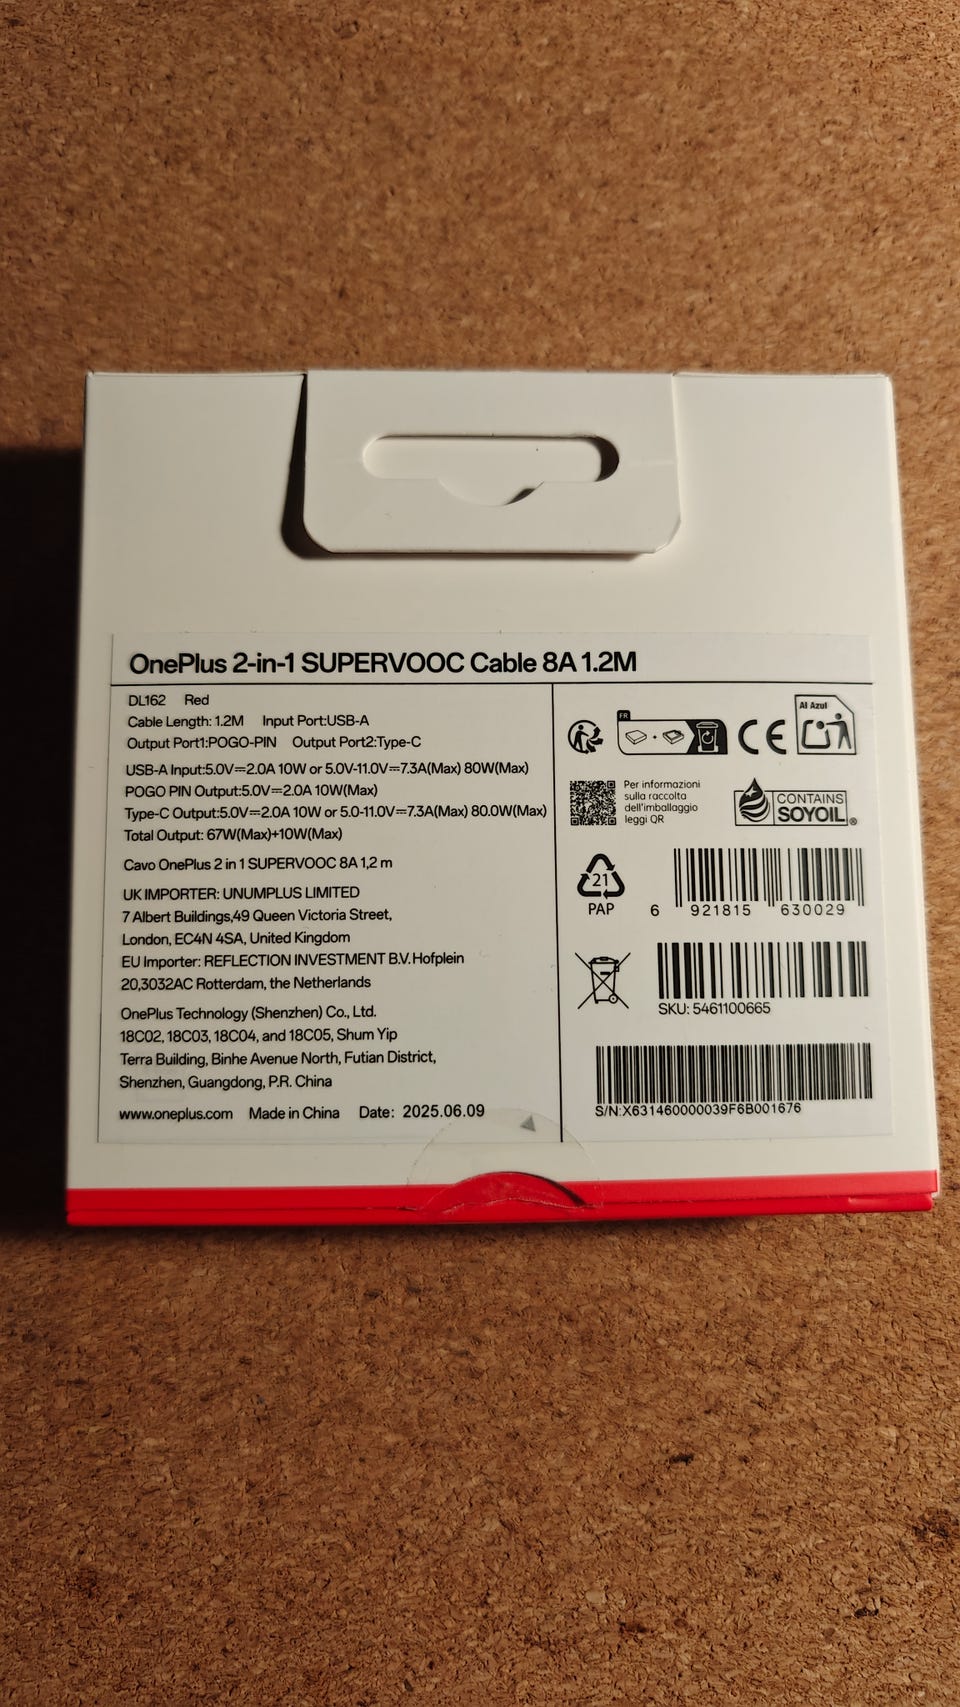 OnePlus 2-in-1 SUPERVOOC Cable 8A 1.2M
DL162 Red
Cable Length: 1.2M Input Port:USB-A
Output Port1:POGO-PIN Output Port2:Type-C
USB-A Input:5.0V⎓2.0A 10W or 5.0V-11.0V⎓7.3A(Max) 80W(Max)
POGO PIN Output:5.0V⎓2.0A 10W(Max)
Type-C Output:5.0V⎓2.0A 10W or 5.0-11.0V⎓7.3A(Max) 80.0W(Max)
Total Output: 67W(Max)+10W(Max)
Cavo OnePlus 2 in 1 SUPERVOOC 8A 1,2 m
UK IMPORTER: UNUMPLUS LIMITED
7 Albert Buildings,49 Queen Victoria Street,
London, EC4N 4SA, United Kingdom
EU Importer: REFLECTION INVESTMENT B.V. Hofplein
20,3032AC Rotterdam, the Netherlands
OnePlus Technology (Shenzhen) Co., Ltd.
18C02, 18C03, 18C04, and 18C05, Shum Yip
Terra Building, Binhe Avenue North, Futian District,
Shenzhen, Guangdong, P.R. China
www.oneplus.com Made in China Date: 2025.06.09
FR
CE
Al Azul
Per informazioni
sulla raccolta
dell'imballaggio
leggi QR
CONTAINS
SOYOIL®
21
PAP
6 921815 630029
SKU: 5461100665
S/N:X631460000039F6B001676